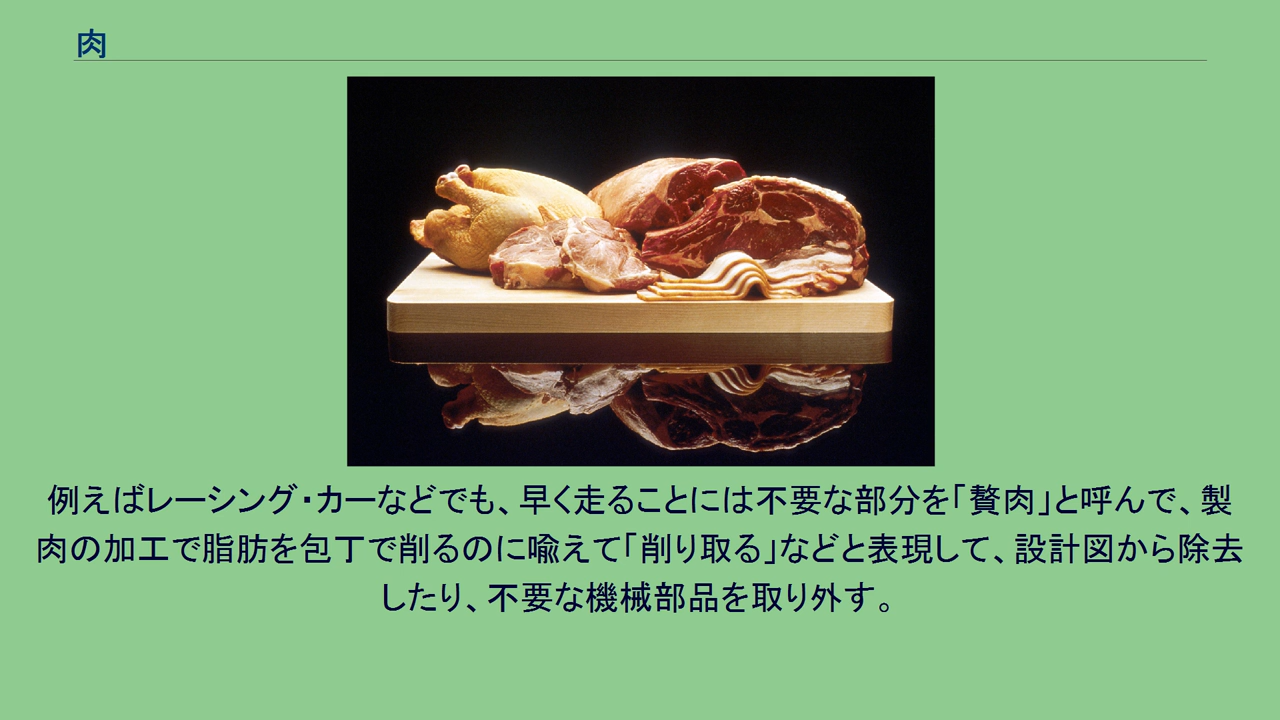 肉
例えばレーシング・カーなどでも、早く走ることには不要な部分を「贅肉」と呼んで、製
肉の加工で脂肪を包丁で削るのに喩えて「削り取る」などと表現して、設計図から除去
したり、不要な機械部品を取り外す。